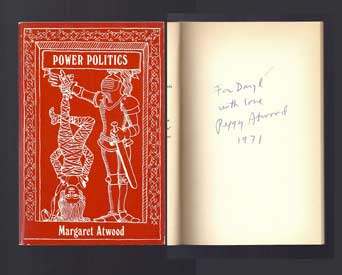 POWER POLITICS
Margaret Atwood
For Daryl
with love
Peggy Atwood
1971